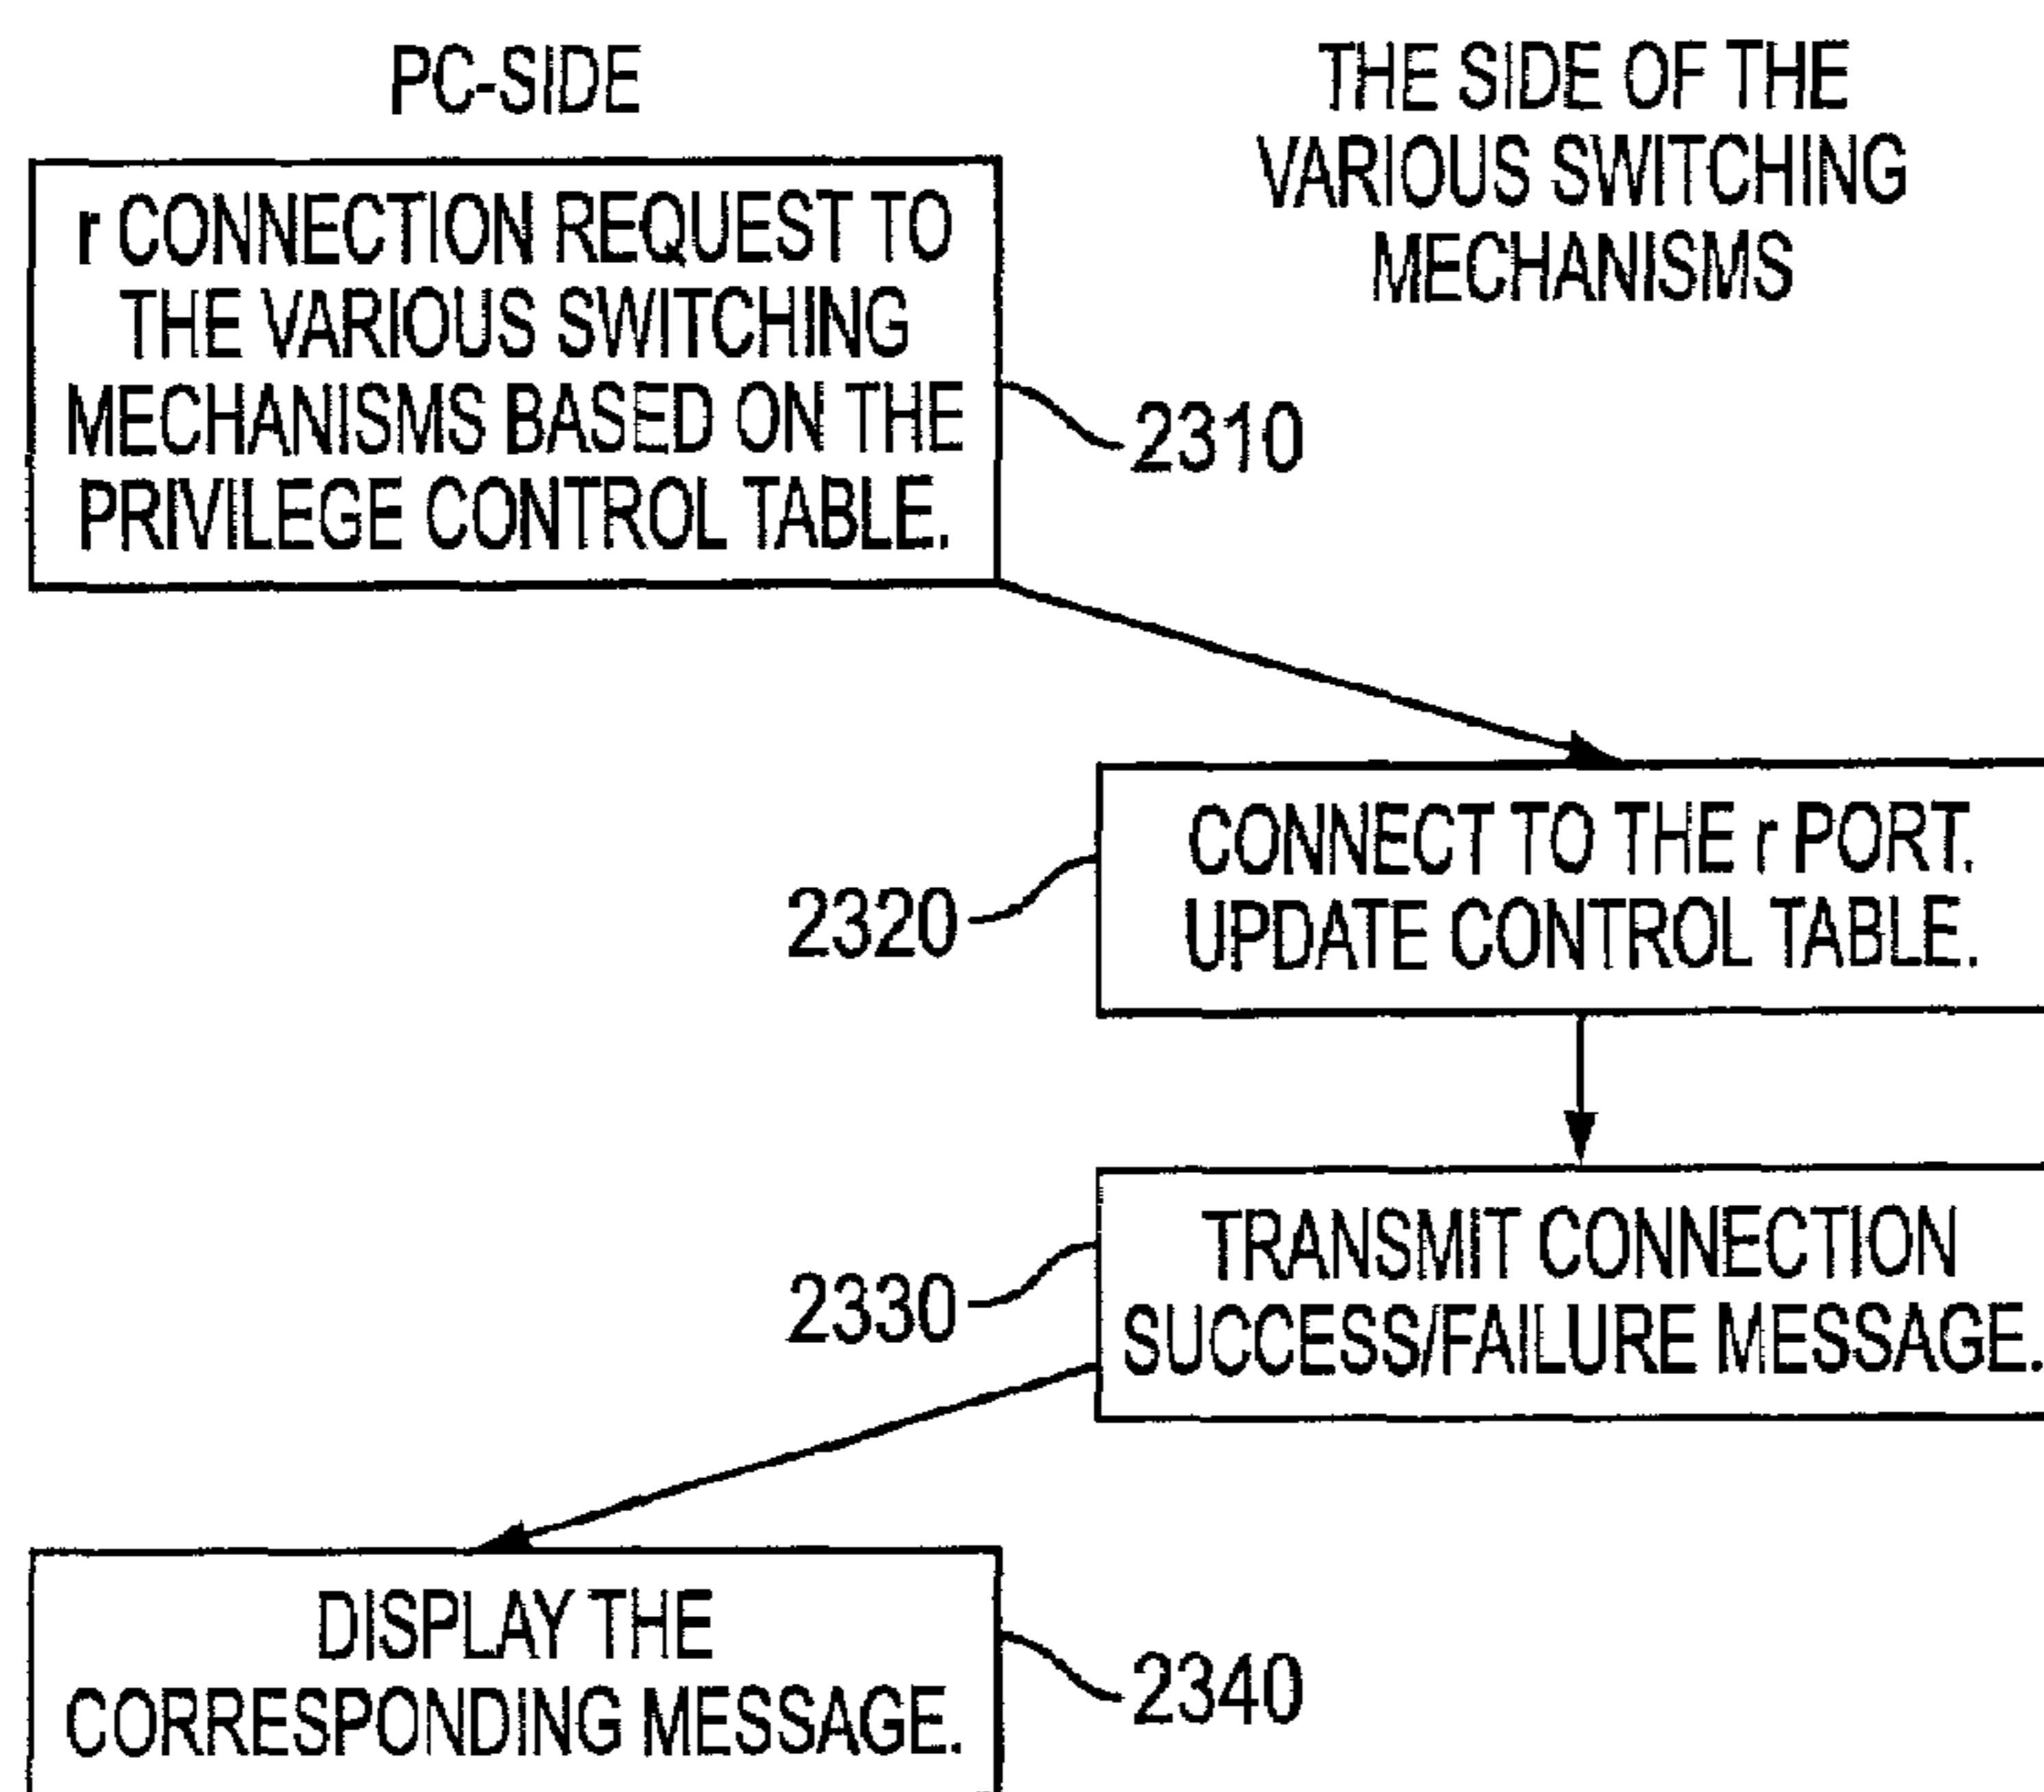 PC-SIDE
THE SIDE OF THE
VARIOUS SWITCHING
MECHANISMS
r CONNECTION REQUEST TO
THE VARIOUS SWITCHING
MECHANISMS BASED ON THE
PRIVILEGE CONTROL TABLE.
2310
CONNECT TO THE r PORT.
UPDATE CONTROL TABLE.
2320
TRANSMIT CONNECTION
SUCCESS/FAILURE MESSAGE.
2330
DISPLAY THE
CORRESPONDING MESSAGE.
2340